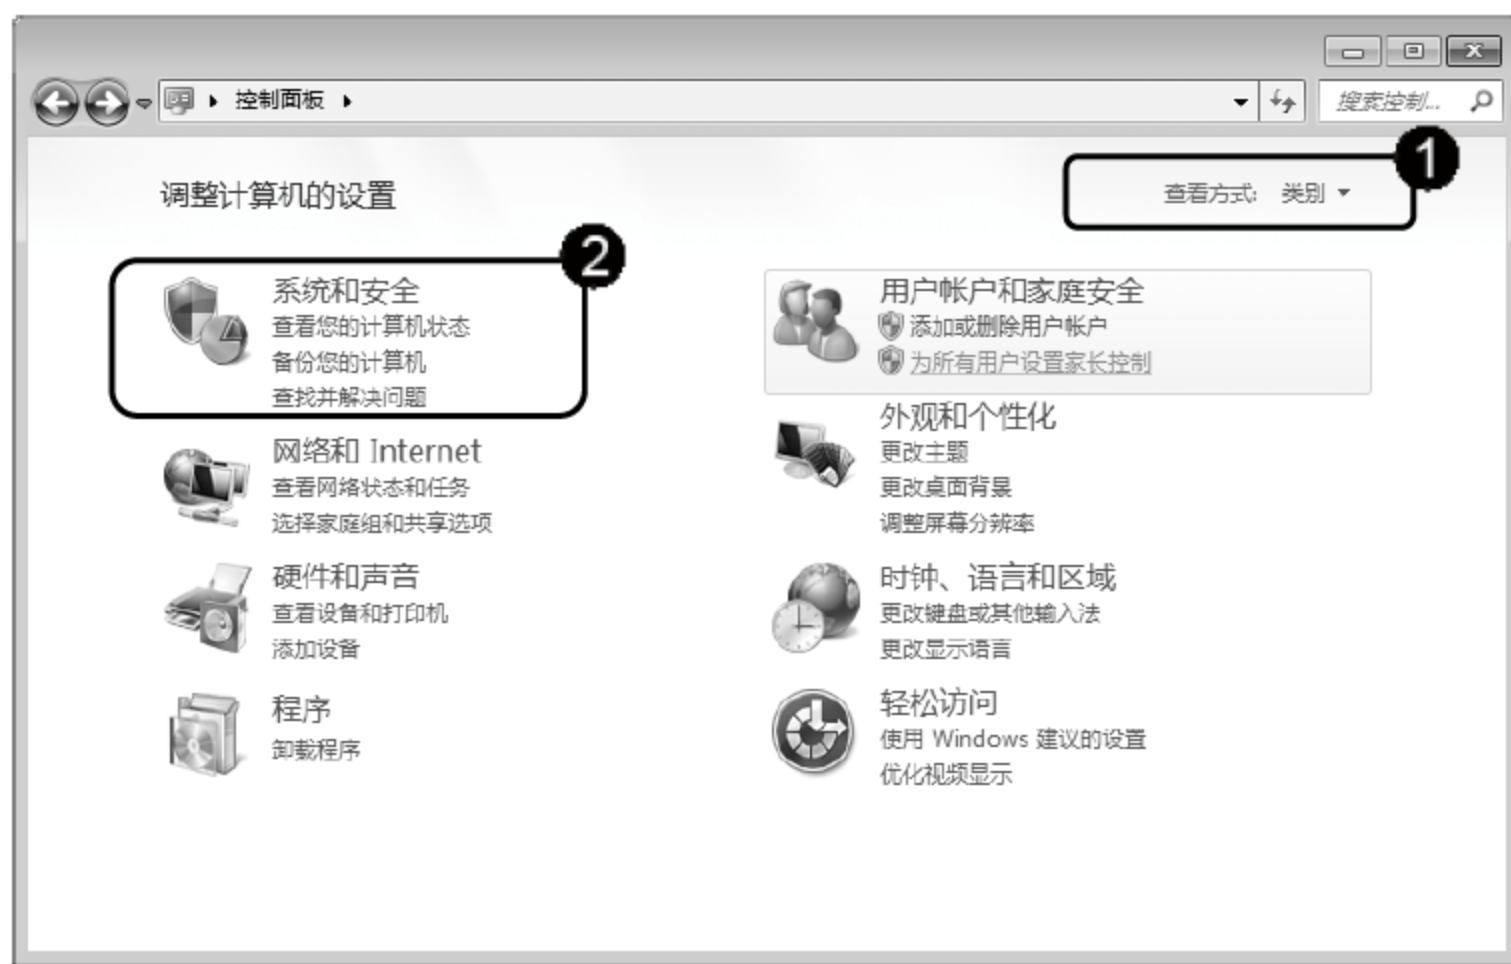 控制面板
搜索控制...
1
调整计算机的设置
查看方式: 类别
2
系统和安全
查看您的计算机状态
备份您的计算机
查找并解决问题
网络和 Internet
查看网络状态和任务
选择家庭组和共享选项
硬件和声音
查看设备和打印机
添加设备
程序
卸载程序
用户帐户和家庭安全
添加或删除用户帐户
为所有用户设置家长控制
外观和个性化
更改主题
更改桌面背景
调整屏幕分辨率
时钟、语言和区域
更改键盘或其他输入法
更改显示语言
轻松访问
使用 Windows 建议的设置
优化视频显示